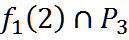 f₁(2) ∩ P₃